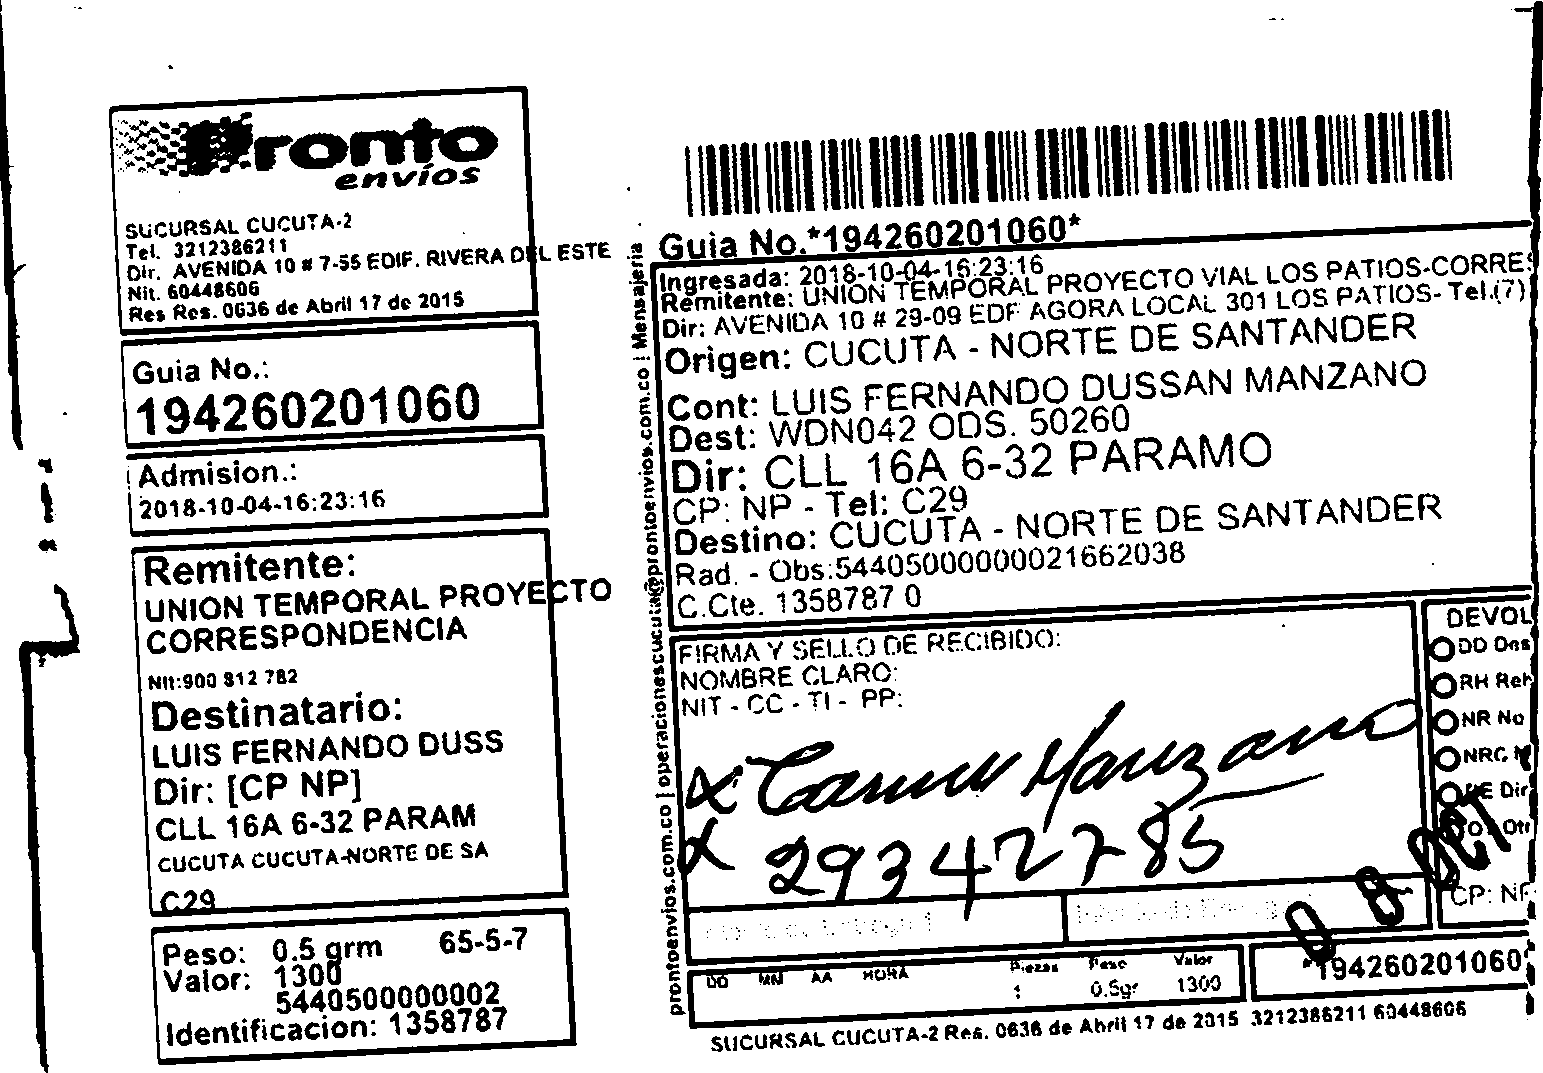 Pronto
envíos
SUCURSAL CUCUTA-2
Tel. 3212386211
Dir. AVENIDA 10 # 7-55 EDIF. RIVERA DEL ESTE
Nit. 60448606
Res Res. 0636 de Abril 17 de 2015
Guia No.:
194260201060
Admision.:
2018-10-04-16:23:16
Remitente:
UNION TEMPORAL PROYECTO
CORRESPONDENCIA
Nit:900 812 782
Destinatario:
LUIS FERNANDO DUSS
Dir: [CP NP]
CLL 16A 6-32 PARAM
CUCUTA CUCUTA-NORTE DE SA
C29
Peso: 0.5 grm 65-5-7
Valor: 1300
5440500000002
Identificacion: 1358787
prontoenvios.com.co | operacionescucuta@prontoenvios.com.co | Mensajeria
Guia No.*194260201060*
Ingresada: 2018-10-04-16:23:16
Remitente: UNION TEMPORAL PROYECTO VIAL LOS PATIOS-CORRES
Dir: AVENIDA 10 # 29-09 EDF AGORA LOCAL 301 LOS PATIOS- Tel.(7)
Origen: CUCUTA - NORTE DE SANTANDER
Cont: LUIS FERNANDO DUSSAN MANZANO
Dest: WDN042 ODS. 50260
Dir: CLL 16A 6-32 PARAMO
CP: NP - Tel: C29
Destino: CUCUTA - NORTE DE SANTANDER
Rad. - Obs:54405000000021662038
C.Cte. 1358787 0
FIRMA Y SELLO DE RECIBIDO:
NOMBRE CLARO:
NIT - CC - TI - PP:
x Manzano
x 29342785
DEVOL
DD Des
RH Reh
NR No
NRC
Dir
Otr
CP: NP
08 OCT
DD MM AA HORA
Piezas Peso Valor
1 0.5gr 1300
*194260201060*
SUCURSAL CUCUTA-2 Res. 0636 de Abril 17 de 2015 3212386211 60448606